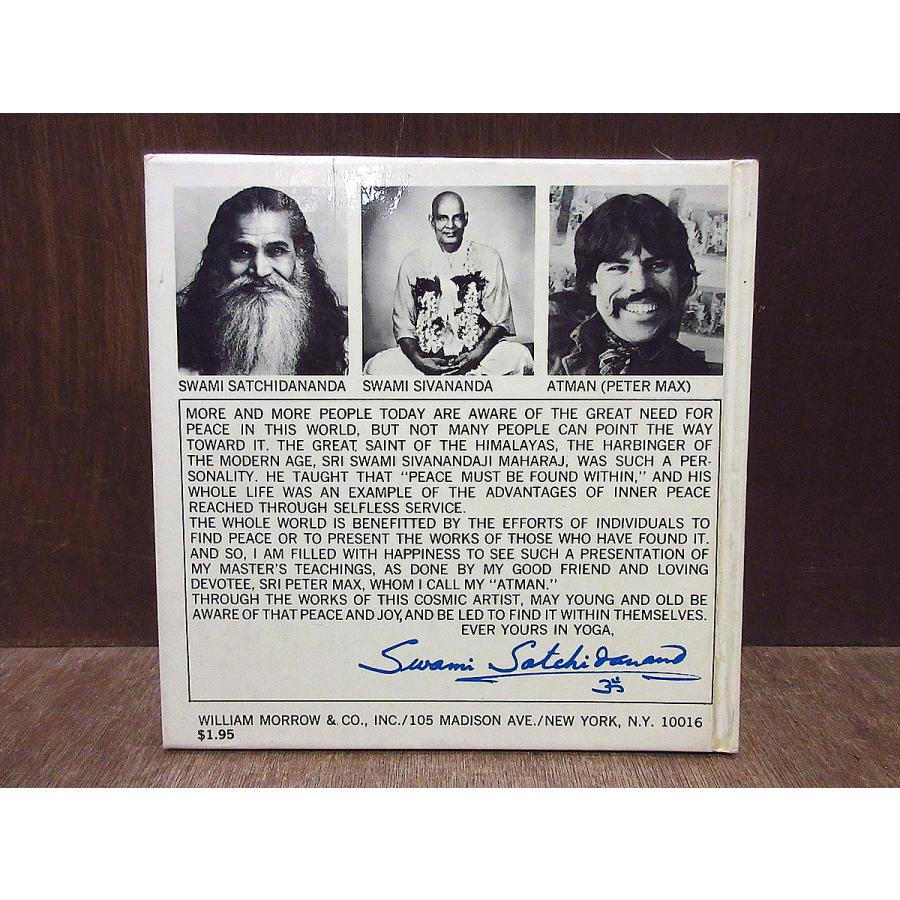 SWAMI SATCHIDANANDA SWAMI SIVANANDA ATMAN (PETER MAX)
MORE AND MORE PEOPLE TODAY ARE AWARE OF THE GREAT NEED FOR
PEACE IN THIS WORLD, BUT NOT MANY PEOPLE CAN POINT THE WAY
TOWARD IT. THE GREAT SAINT OF THE HIMALAYAS, THE HARBINGER OF
THE MODERN AGE, SRI SWAMI SIVANANDAJI MAHARAJ, WAS SUCH A PER-
SONALITY. HE TAUGHT THAT "PEACE MUST BE FOUND WITHIN," AND HIS
WHOLE LIFE WAS AN EXAMPLE OF THE ADVANTAGES OF INNER PEACE
REACHED THROUGH SELFLESS SERVICE.
THE WHOLE WORLD IS BENEFITTED BY THE EFFORTS OF INDIVIDUALS TO
FIND PEACE OR TO PRESENT THE WORKS OF THOSE WHO HAVE FOUND IT.
AND SO, I AM FILLED WITH HAPPINESS TO SEE SUCH A PRESENTATION OF
MY MASTER'S TEACHINGS, AS DONE BY MY GOOD FRIEND AND LOVING
DEVOTEE, SRI PETER MAX, WHOM I CALL MY "ATMAN."
THROUGH THE WORKS OF THIS COSMIC ARTIST, MAY YOUNG AND OLD BE
AWARE OF THAT PEACE AND JOY, AND BE LED TO FIND IT WITHIN THEMSELVES.
EVER YOURS IN YOGA,
Swami Satchidanand
ॐ
WILLIAM MORROW & CO., INC./105 MADISON AVE./NEW YORK, N.Y. 10016
$1.95